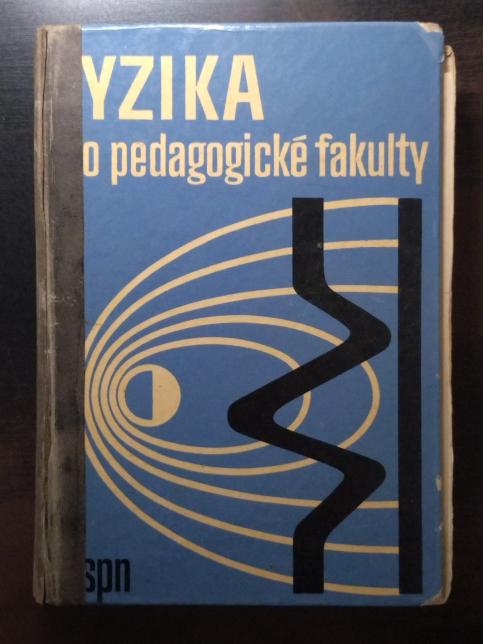 YZIKA
o pedagogické fakulty
spn